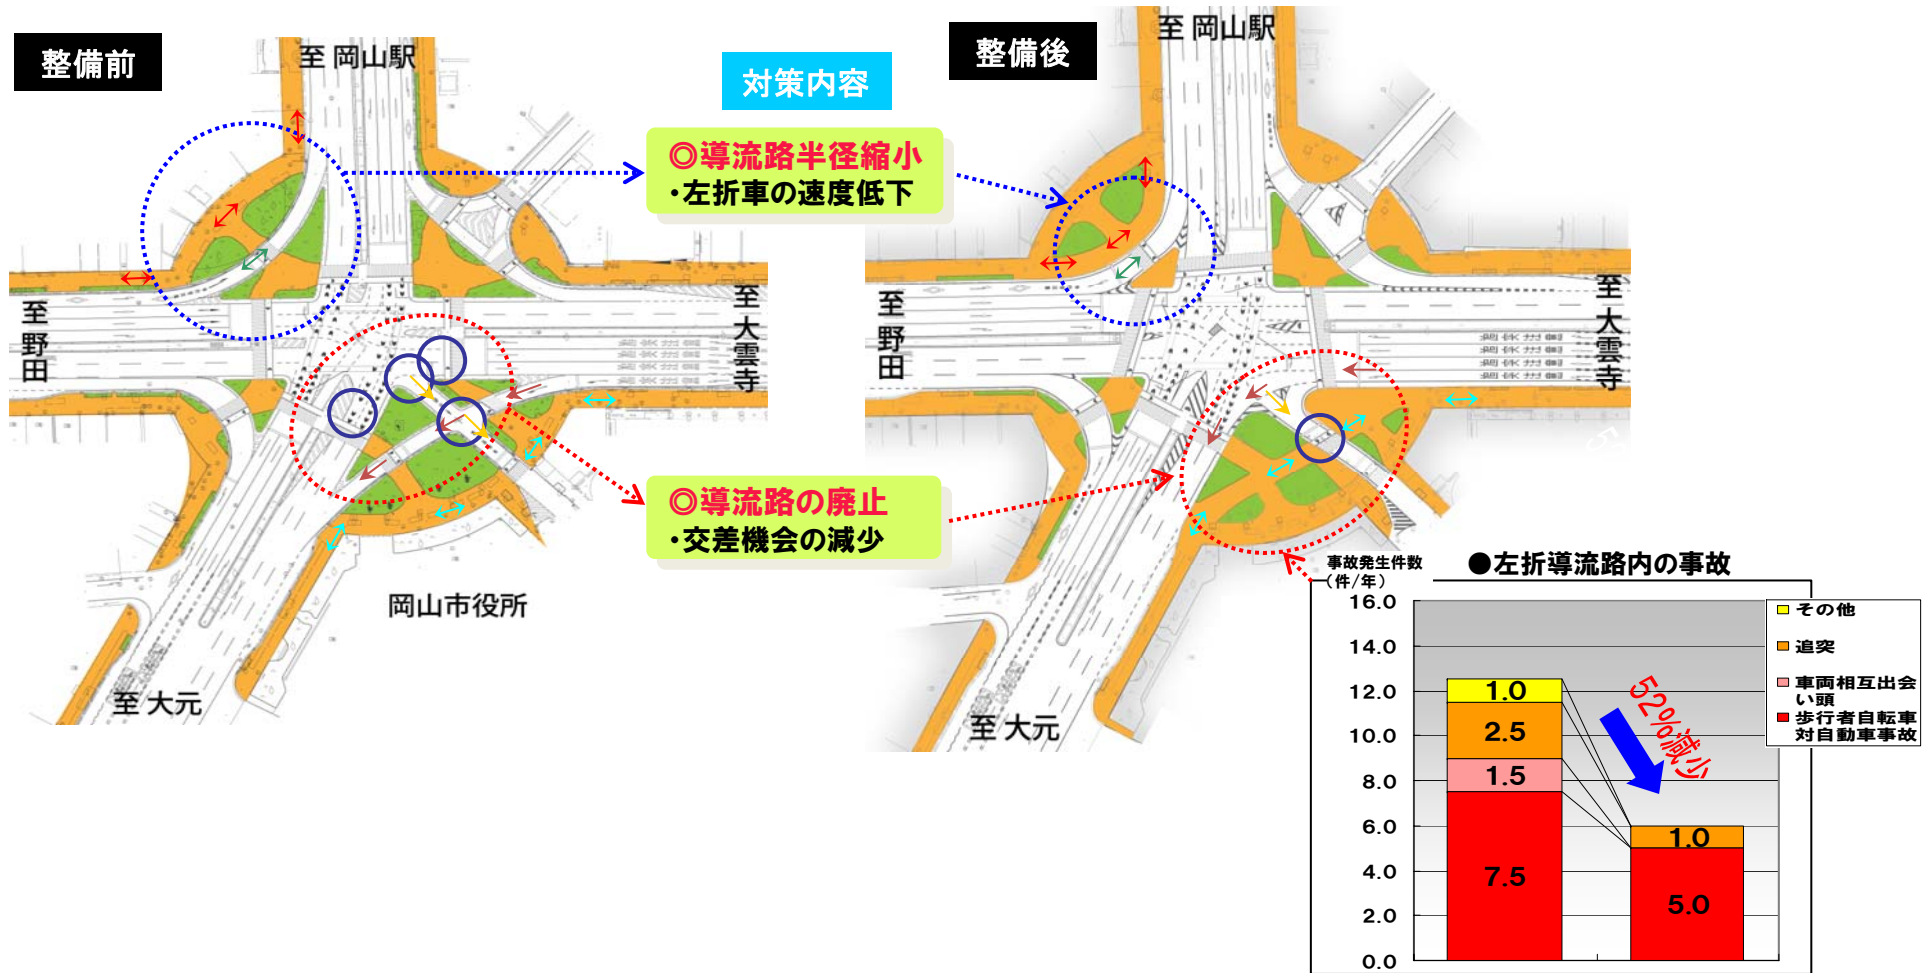 整備前
至 岡山駅
対策内容
整備後
至 岡山駅
◎導流路半径縮小
・左折車の速度低下
至野田
至大雲寺
至野田
至大雲寺
◎導流路の廃止
・交差機会の減少
岡山市役所
至 大元
至 大元
事故発生件数
(件/年)
●左折導流路内の事故
16.0
14.0
12.0
10.0
8.0
6.0
4.0
2.0
0.0
1.0
2.5
1.5
7.5
52%減少
1.0
5.0
その他
追突
車両相互出会
い頭
歩行者自転車
対自動車事故